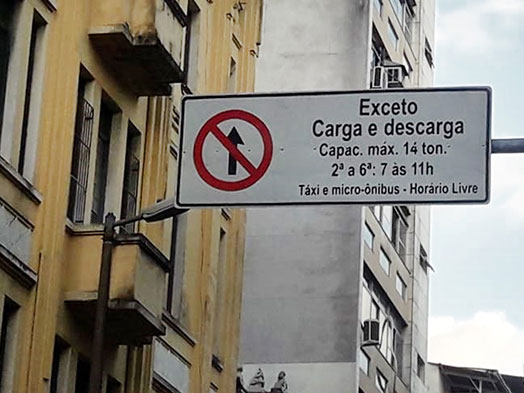 Exceto
Carga e descarga
Capac. máx. 14 ton.
2ª a 6ª: 7 às 11h
Táxi e micro-ônibus - Horário Livre